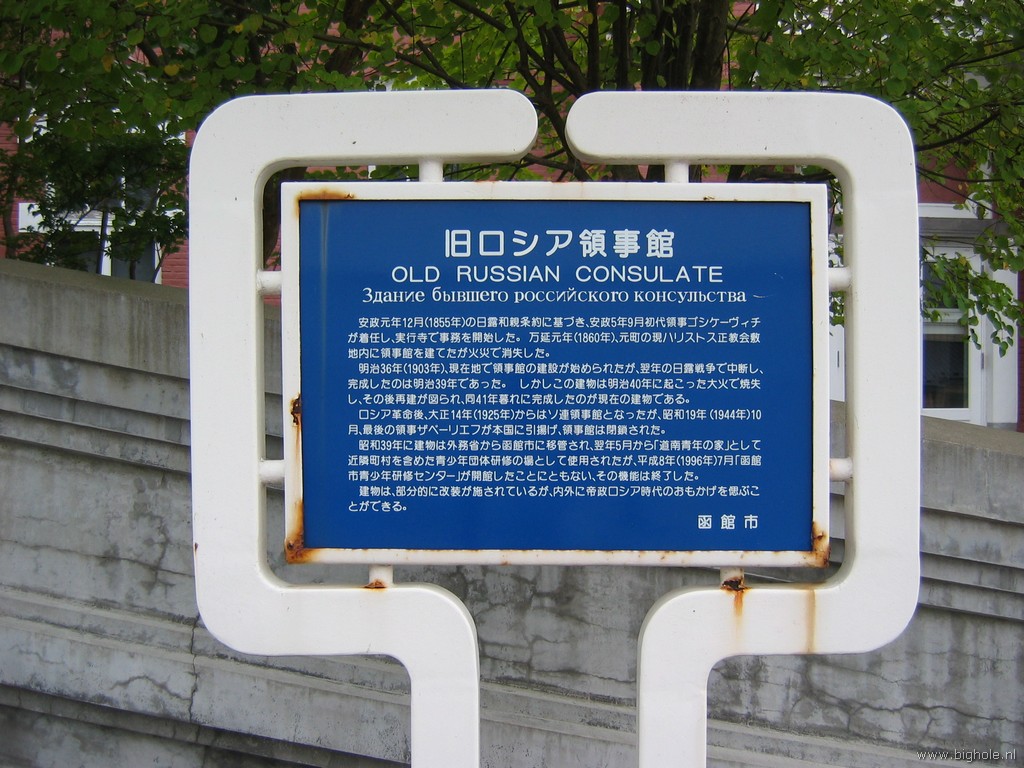 旧ロシア領事館
OLD RUSSIAN CONSULATE
Здание бывшего российского консульства
安政元年12月(1855年)の日露和親条約に基づき、安政5年9月初代領事ゴシケーヴィチ
が着任し、実行寺で事務を開始した。 万延元年(1860年)、元町の現ハリストス正教会敷
地内に領事館を建てたが火災で消失した。
明治36年(1903年)、現在地で領事館の建設が始められたが、翌年の日露戦争で中断し、
完成したのは明治39年であった。 しかしこの建物は明治40年に起こった大火で焼失
し、その後再建が図られ、同41年暮れに完成したのが現在の建物である。
ロシア革命後、大正14年(1925年)からはソ連領事館となったが、昭和19年(1944年)10
月、最後の領事ザベーリエフが本国に引揚げ、領事館は閉鎖された。
昭和39年に建物は外務省から函館市に移管され、翌年5月から「道南青年の家」として
近隣町村を含めた青少年団体研修の場として使用されたが、平成8年(1996年)7月「函館
市青少年研修センター」が開館したことにともない、その機能は終了した。
建物は、部分的に改装が施されているが、内外に帝政ロシア時代のおもかげを偲ぶこ
とができる。
函館市
www.bighole.nl